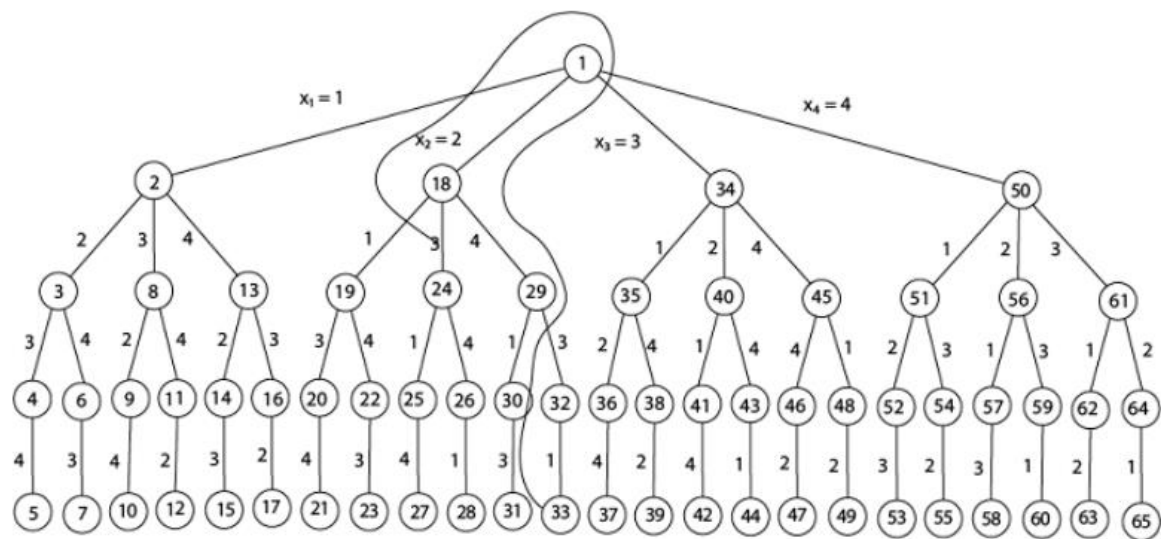 1
x₁ = 1
x₂ = 2
x₃ = 3
x₄ = 4
2 18 34 50
2 3 4 1 3 4 1 2 4 1 2 3
3 8 13 19 24 29 35 40 45 51 56 61
3 4 2 4 2 3 3 4 1 4 1 3 2 4 1 4 4 1 2 3 1 3 1 2
4 6 9 11 14 16 20 22 25 26 30 32 36 38 41 43 46 48 52 54 57 59 62 64
4 3 4 2 3 2 4 3 4 1 3 1 4 2 4 1 2 2 3 2 3 1 2 1
5 7 10 12 15 17 21 23 27 28 31 33 37 39 42 44 47 49 53 55 58 60 63 65